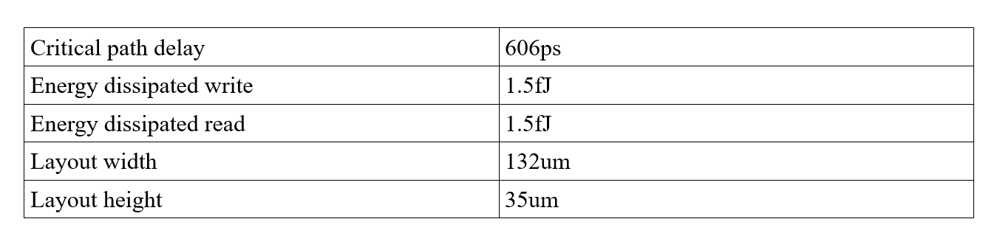 Critical path delay 606ps
Energy dissipated write 1.5fJ
Energy dissipated read 1.5fJ
Layout width 132um
Layout height 35um